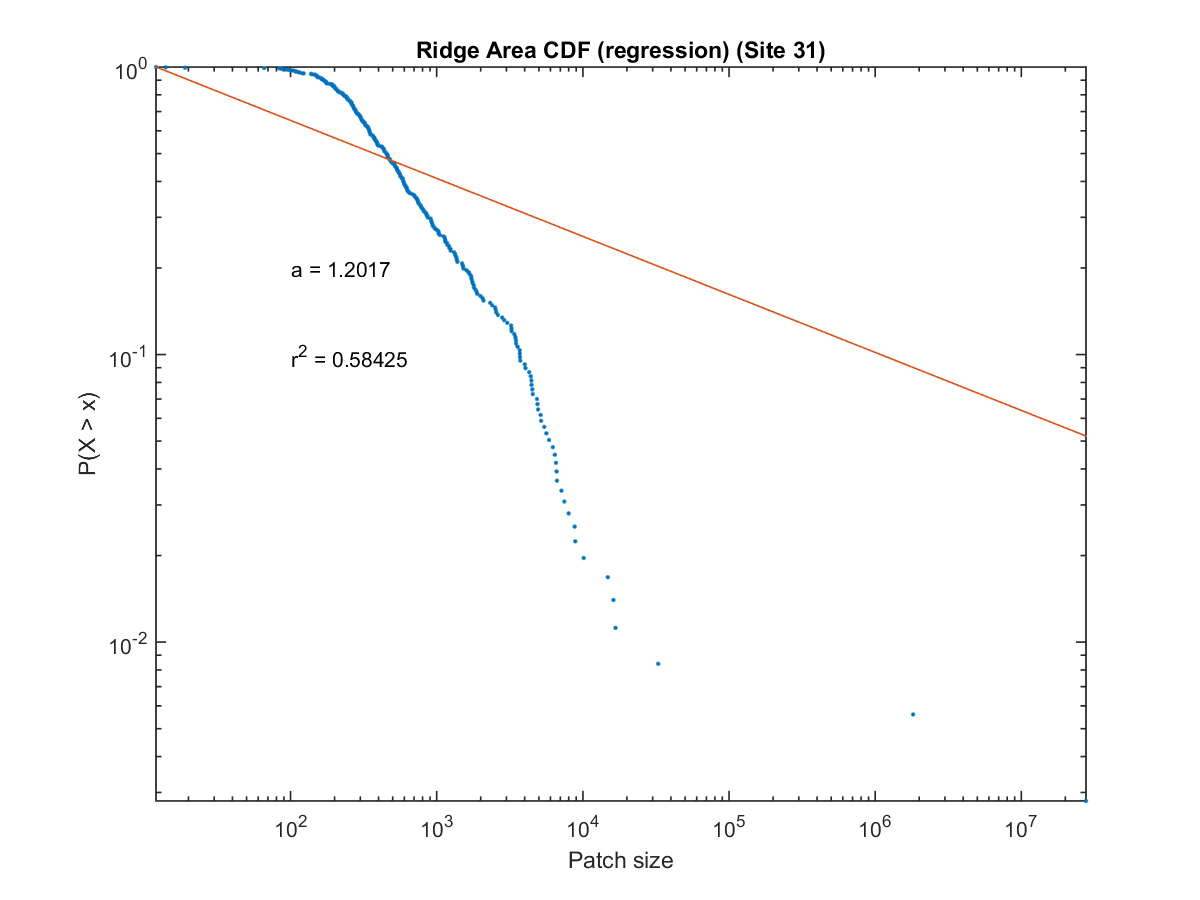 Ridge Area CDF (regression) (Site 31)
10^0
a = 1.2017
r^2 = 0.58425
10^-1
P(X > x)
10^-2
10^2 10^3 10^4 10^5 10^6 10^7
Patch size